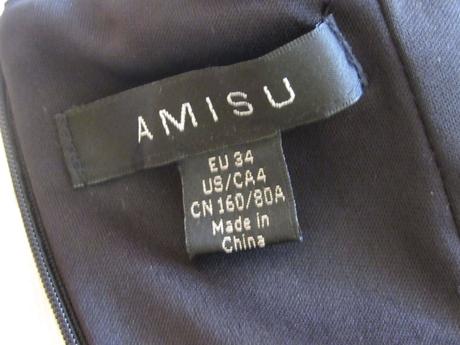 AMISU
EU 34
US/CA4
CN 160/80A
Made in
China